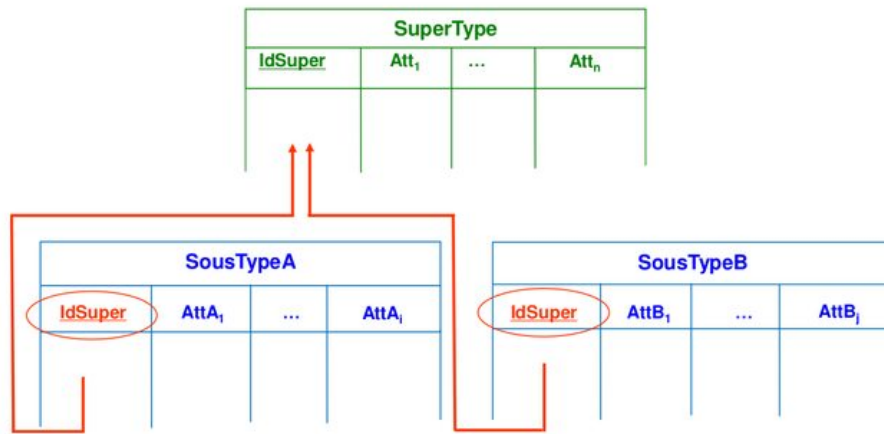 SuperType
IdSuper Att₁ ... Attₙ
SousTypeA SousTypeB
IdSuper AttA₁ ... AttAᵢ IdSuper AttB₁ ... AttBⱼ